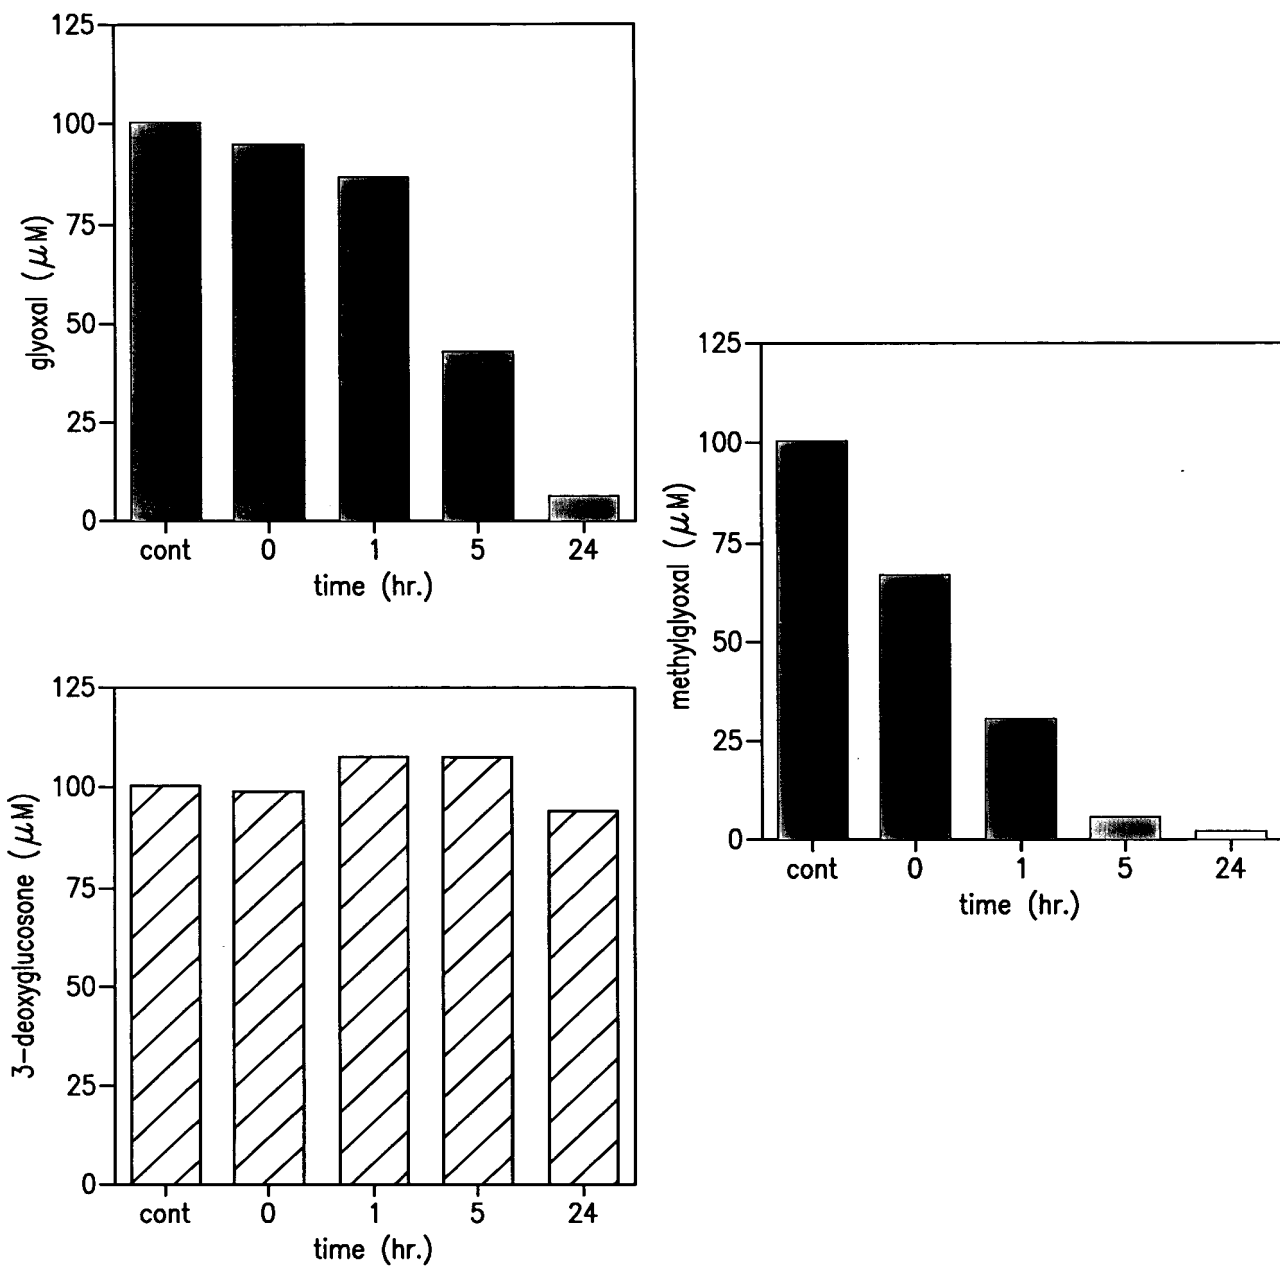 125
100
75
50
25
0
glyoxal (μM)
cont 0 1 5 24
time (hr.)
125
100
75
50
25
0
methylglyoxal (μM)
cont 0 1 5 24
time (hr.)
125
100
75
50
25
0
3-deoxyglucosone (μM)
cont 0 1 5 24
time (hr.)